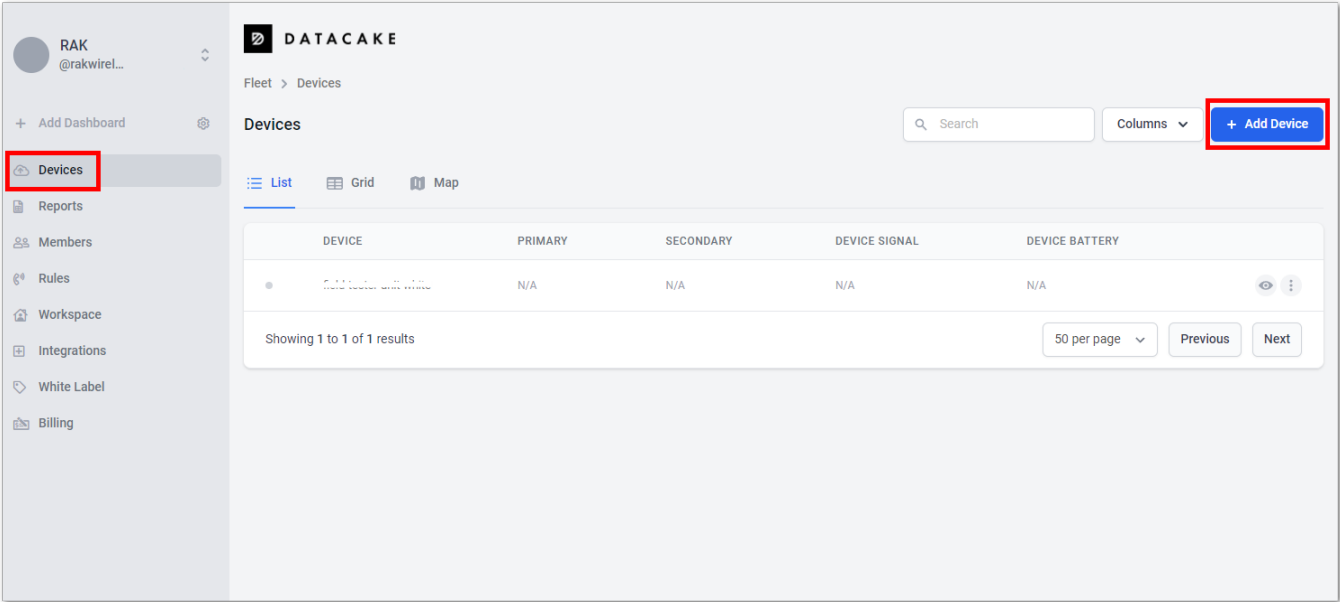 RAK
@rakwirel...
Add Dashboard
Devices
Reports
Members
Rules
Workspace
Integrations
White Label
Billing
DATACAKE
Fleet > Devices
Devices
Search
Columns
+ Add Device
List Grid Map
DEVICE PRIMARY SECONDARY DEVICE SIGNAL DEVICE BATTERY
N/A N/A N/A N/A
Showing 1 to 1 of 1 results
50 per page
Previous
Next